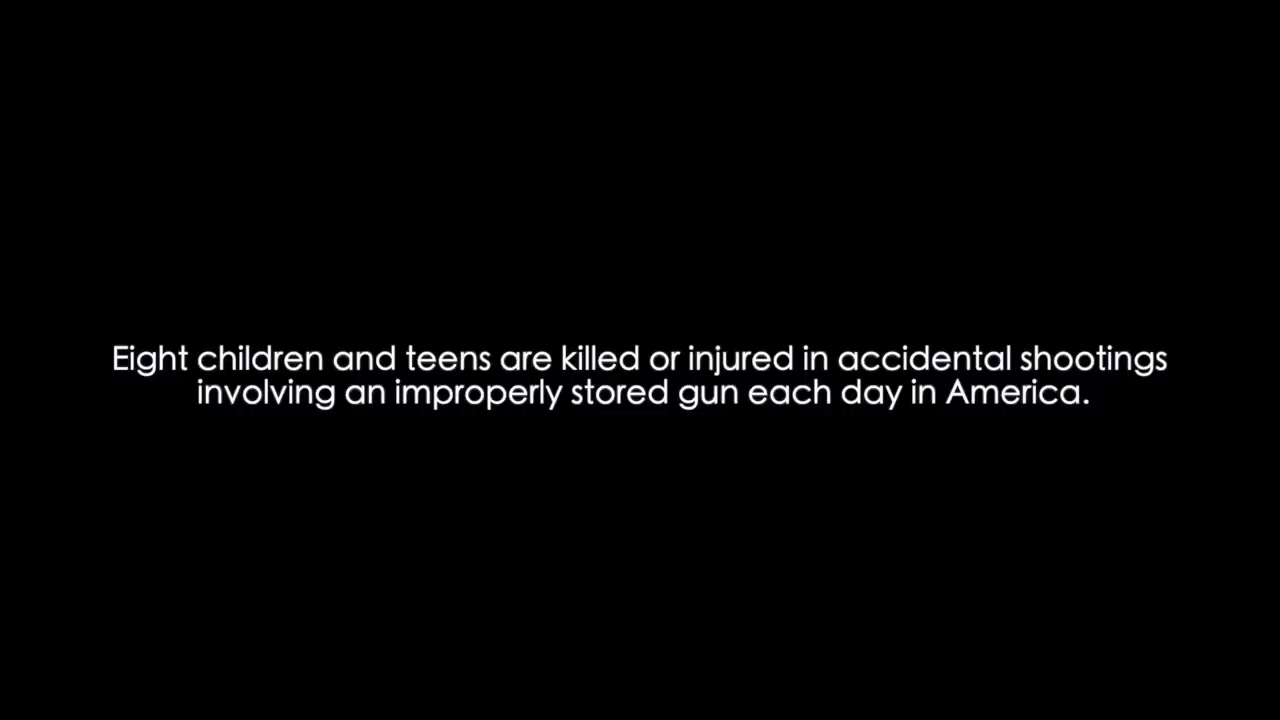 Eight children and teens are killed or injured in accidental shootings
involving an improperly stored gun each day in America.